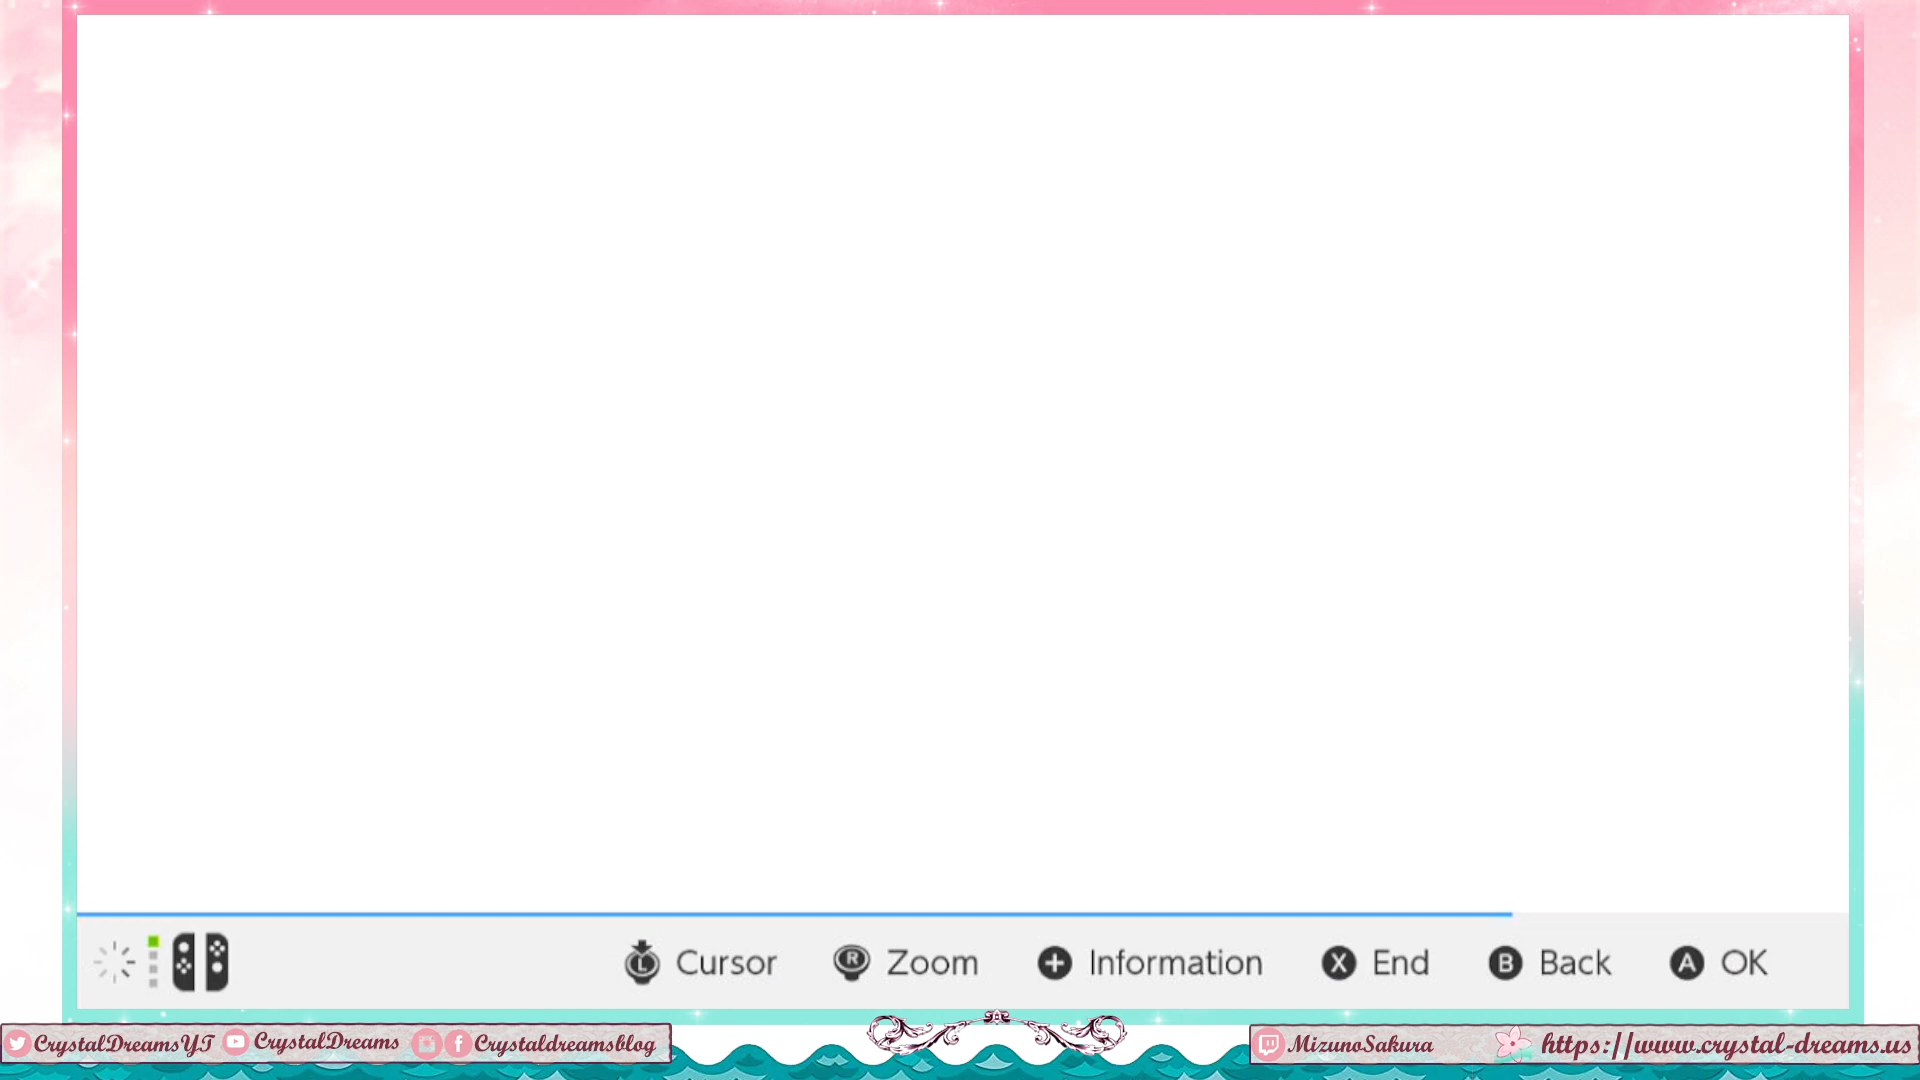 L Cursor R Zoom + Information X End B Back A OK
CrystalDreamsYT CrystalDreams Crystaldreamsblog
MizunoSakura https://www.crystal-dreams.us